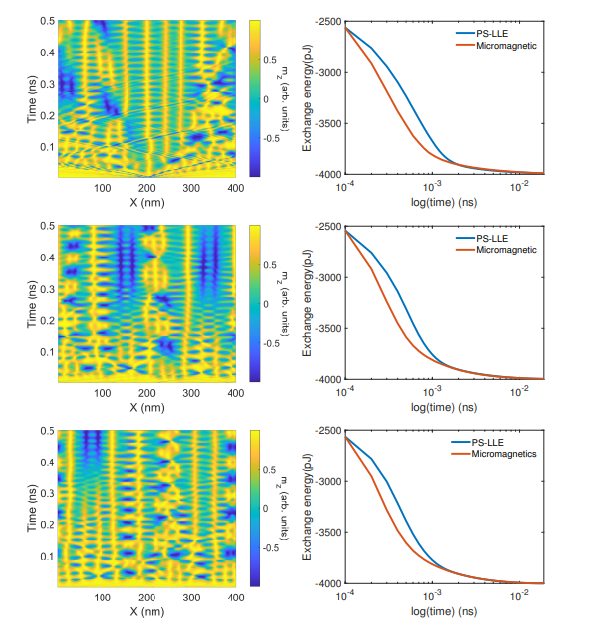 0.5
0.4
0.3
0.2
0.1
Time (ns)
100 200 300 400
X (nm)
0.5
0
-0.5
m_z (arb. units)
-2500
-3000
-3500
-4000
Exchange energy(pJ)
PS-LLE
Micromagnetic
10^-4 10^-3 10^-2
log(time) (ns)
0.5
0.4
0.3
0.2
0.1
Time (ns)
100 200 300 400
X (nm)
0.5
0
-0.5
m_z (arb. units)
-2500
-3000
-3500
-4000
Exchange energy(pJ)
PS-LLE
Micromagnetic
10^-4 10^-3 10^-2
log(time) (ns)
0.5
0.4
0.3
0.2
0.1
Time (ns)
100 200 300 400
X (nm)
0.5
0
-0.5
m_z (arb. units)
-2500
-3000
-3500
-4000
Exchange energy(pJ)
PS-LLE
Micromagnetics
10^-4 10^-3 10^-2
log(time) (ns)